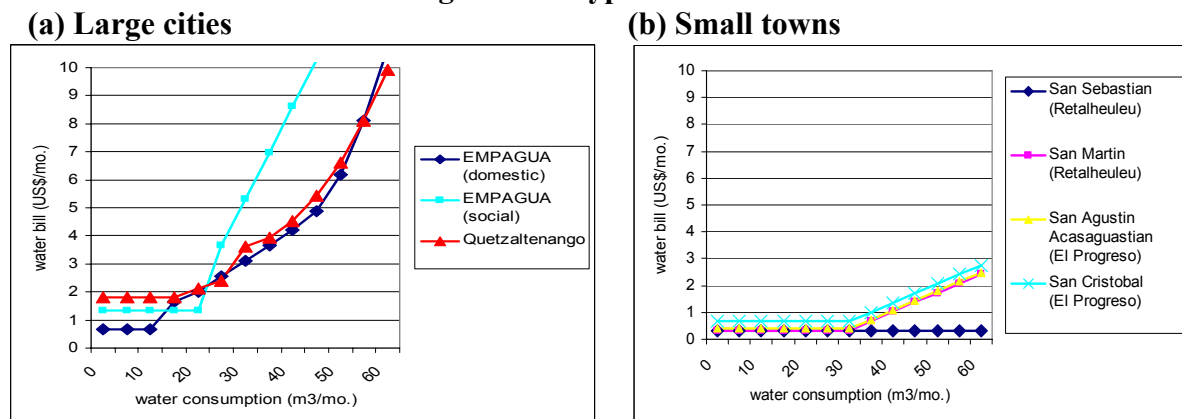 (a) Large cities
(b) Small towns
10
9
8
7
6
5
4
3
2
1
0
water bill (US$/mo.)
0
10
20
30
40
50
60
water consumption (m3/mo.)
EMPAGUA
(domestic)
EMPAGUA
(social)
Quetzaltenango
10
9
8
7
6
5
4
3
2
1
0
water bill (US$/mo.)
0
10
20
30
40
50
60
water consumption (m3/mo.)
San Sebastian
(Retalheuleu)
San Martin
(Retalheuleu)
San Agustin
Acasaguastian
(El Progreso)
San Cristobal
(El Progreso)